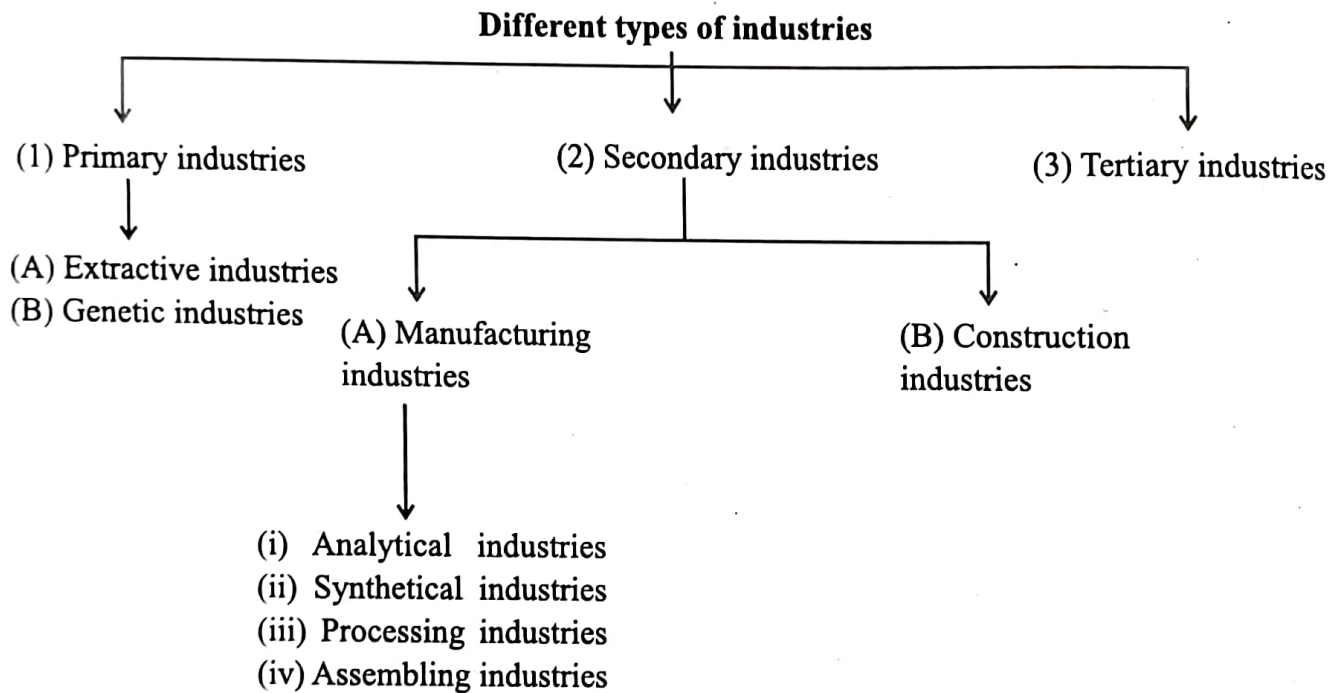 Different types of industries
(1) Primary industries
(2) Secondary industries
(3) Tertiary industries
(A) Extractive industries
(B) Genetic industries
(A) Manufacturing
industries
(B) Construction
industries
(i) Analytical industries
(ii) Synthetical industries
(iii) Processing industries
(iv) Assembling industries